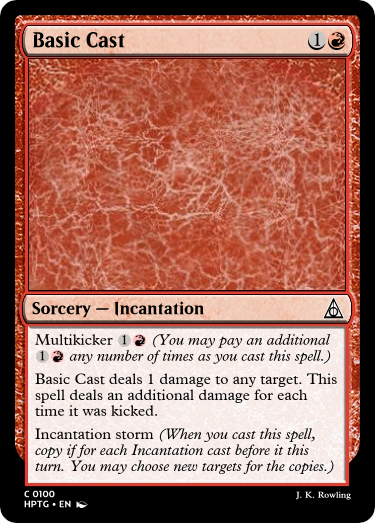 Basic Cast 1
Sorcery — Incantation
Multikicker 1 (You may pay an additional
1 any number of times as you cast this spell.)
Basic Cast deals 1 damage to any target. This
spell deals an additional damage for each
time it was kicked.
Incantation storm (When you cast this spell,
copy if for each Incantation cast before it this
turn. You may choose new targets for the copies.)
C 0100
HPTG • EN
J. K. Rowling